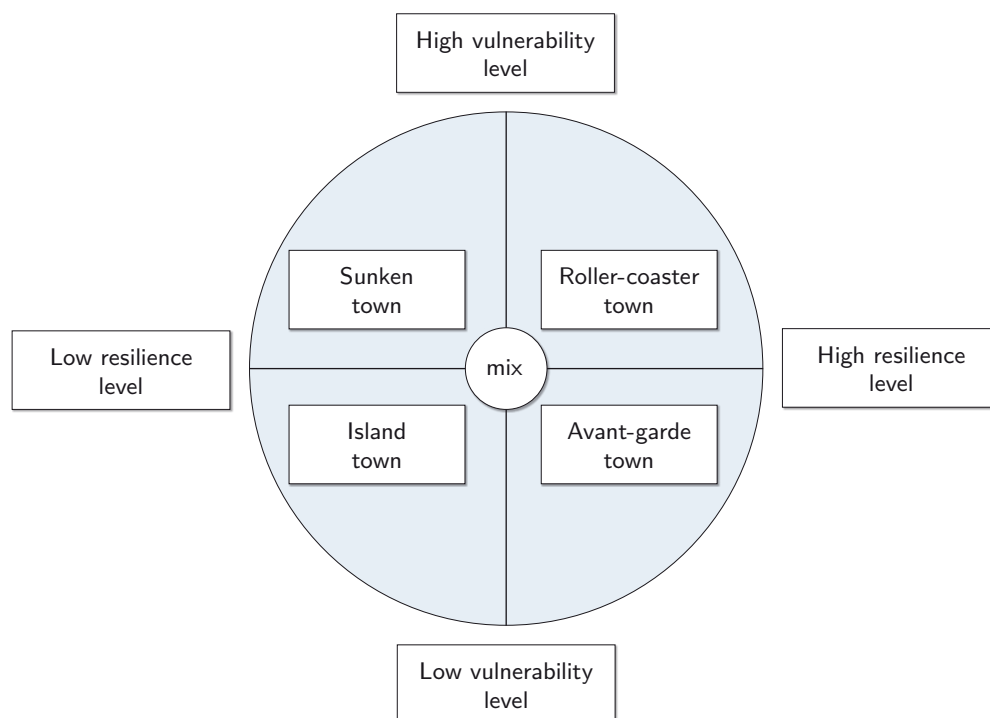 High vulnerability
level
Sunken
town
Roller-coaster
town
Low resilience
level
mix
High resilience
level
Island
town
Avant-garde
town
Low vulnerability
level